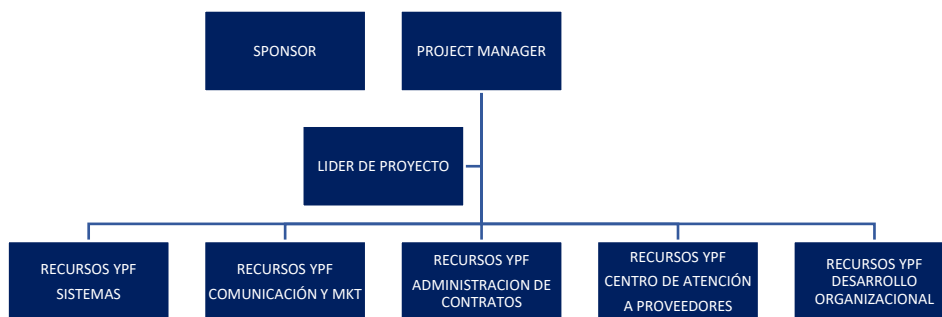 SPONSOR
PROJECT MANAGER
LIDER DE PROYECTO
RECURSOS YPF
SISTEMAS
RECURSOS YPF
COMUNICACIÓN Y MKT
RECURSOS YPF
ADMINISTRACION DE
CONTRATOS
RECURSOS YPF
CENTRO DE ATENCIÓN
A PROVEEDORES
RECURSOS YPF
DESARROLLO
ORGANIZACIONAL